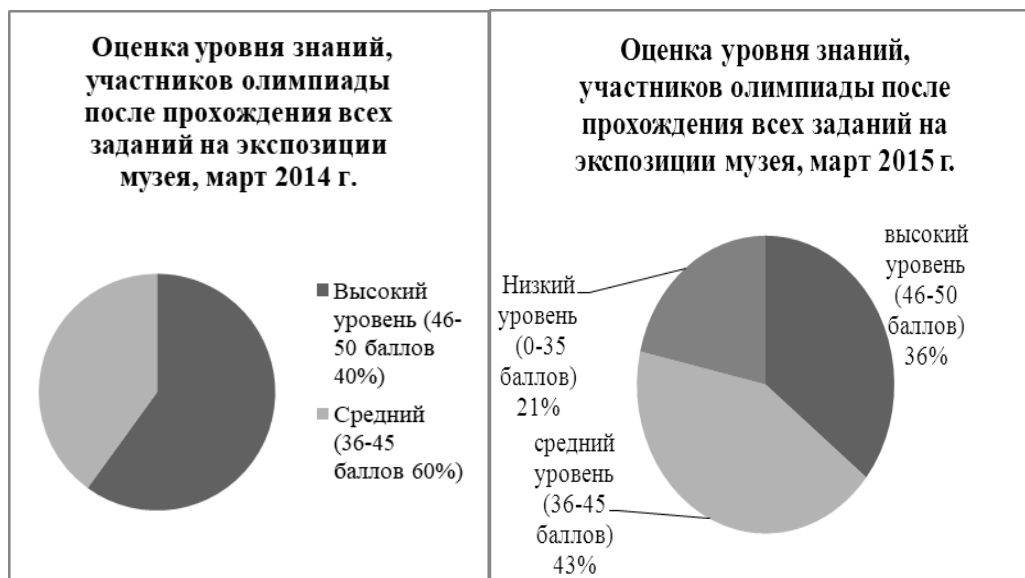 Оценка уровня знаний,
участников олимпиады
после прохождения всех
заданий на экспозиции
музея, март 2014 г.
Высокий
уровень (46-
50 баллов
40%)
Средний
(36-45
баллов 60%)
Оценка уровня знаний,
участников олимпиады после
прохождения всех заданий на
экспозиции музея, март 2015 г.
высокий
уровень
(46-50
баллов)
36%
Низкий
уровень
(0-35
баллов)
21%
средний
уровень
(36-45
баллов)
43%